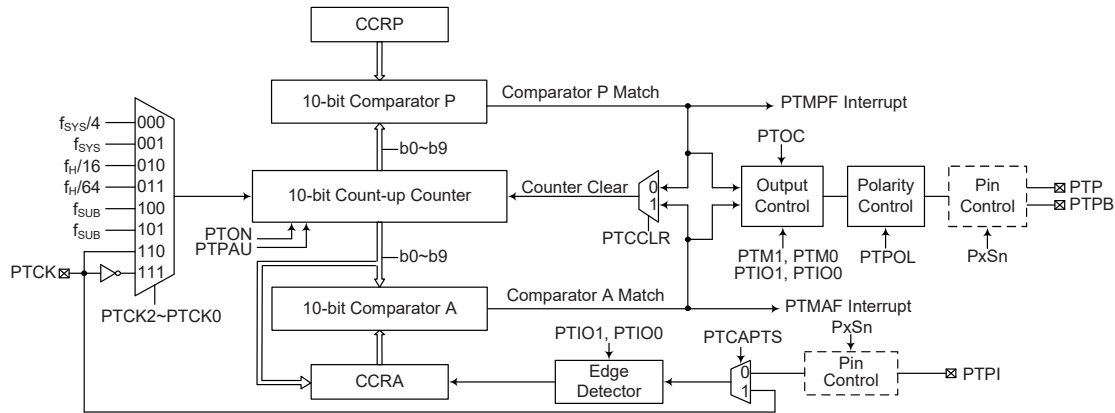 CCRP
10-bit Comparator P
Comparator P Match
PTMPF Interrupt
fSYS/4
000
fSYS
001
fH/16
010
fH/64
011
fSUB
100
fSUB
101
110
PTCK
111
PTCK2~PTCK0
b0~b9
10-bit Count-up Counter
PTON
PTPAU
Counter Clear
0
1
PTCCLR
PTOC
Output
Control
PTM1, PTM0
PTIO1, PTIO0
Polarity
Control
PTPOL
Pin
Control
PxSn
PTP
PTPB
b0~b9
10-bit Comparator A
Comparator A Match
PTMAF Interrupt
CCRA
PTIO1, PTIO0
Edge
Detector
PTCAPTS
0
1
PxSn
Pin
Control
PTPI